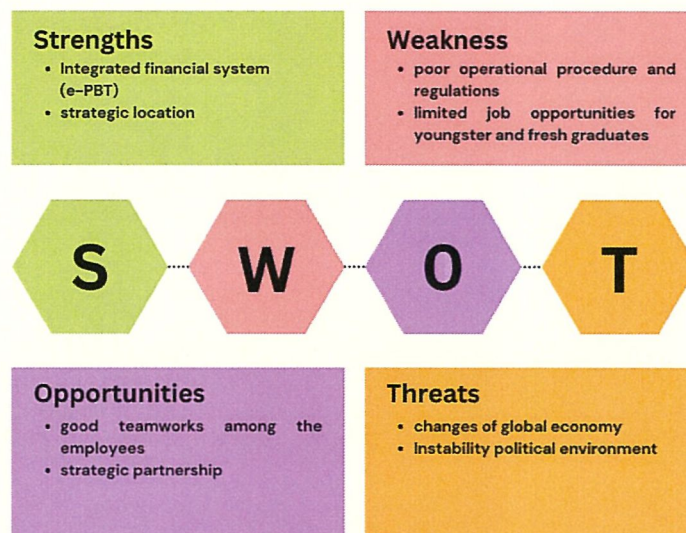 Strengths
• Integrated financial system
(e-PBT)
• strategic location
Weakness
• poor operational procedure and
regulations
• limited job opportunities for
youngster and fresh graduates
S
W
O
T
Opportunities
• good teamworks among the
employees
• strategic partnership
Threats
• changes of global economy
• Instability political environment